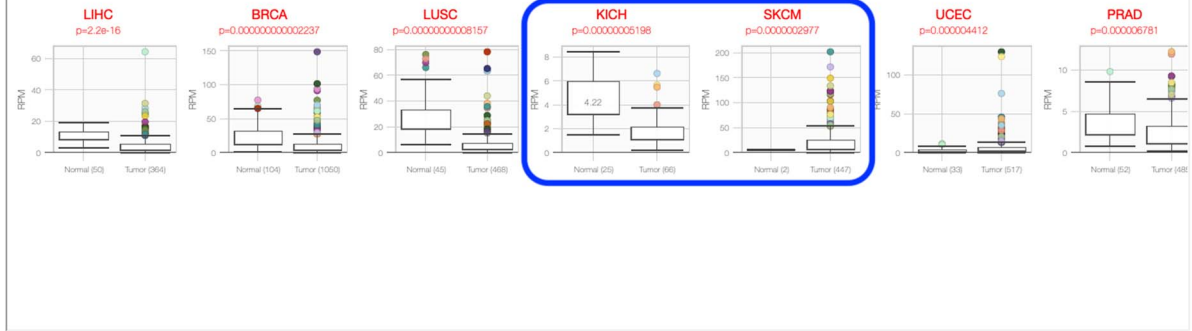 LIHC BRCA LUSC KICH SKCM UCEC PRAD
p=2.2e-16 p=0.000000000002237 p=0.00000000008157 p=0.00000005198 p=0.0000002977 p=0.000004412 p=0.000006781
RPM 60 40 20 0
Normal (50) Tumor (364)
RPM 150 100 50 0
Normal (104) Tumor (1050)
RPM 80 60 40 20 0
Normal (45) Tumor (468)
RPM 8 6 4 2 0
4.22
Normal (25) Tumor (66)
RPM 200 150 100 50 0
Normal (2) Tumor (447)
RPM 100 50 0
Normal (33) Tumor (517)
RPM 10 5 0
Normal (52)
Tumor